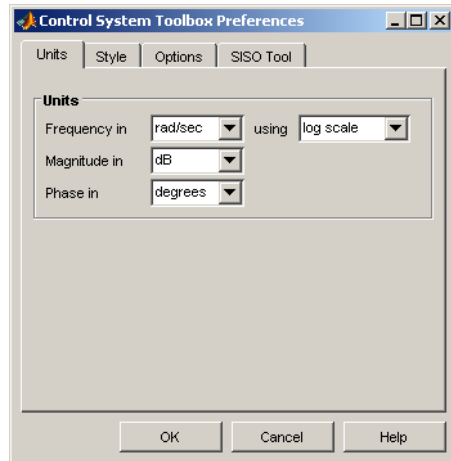 Control System Toolbox Preferences
Units Style Options SISO Tool
Units
Frequency in rad/sec using log scale
Magnitude in dB
Phase in degrees
OK Cancel Help